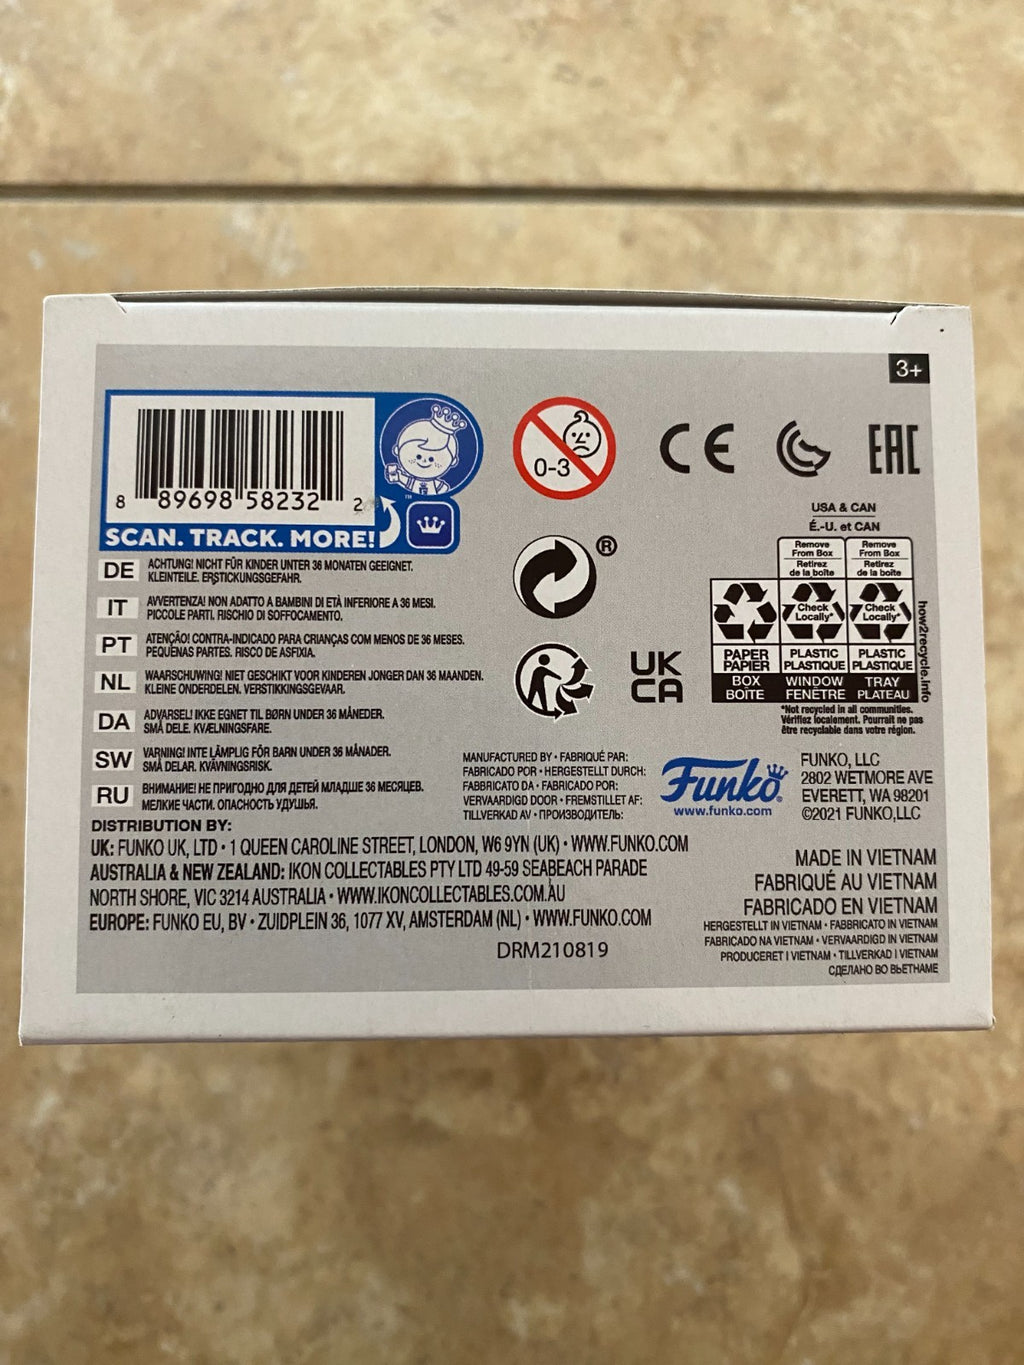 3+
8 89698 58232 2
™
SCAN. TRACK. MORE!
0-3
CE
EAC
DE ACHTUNG! NICHT FÜR KINDER UNTER 36 MONATEN GEEIGNET.
KLEINTEILE. ERSTICKUNGSGEFAHR.
IT AVVERTENZA! NON ADATTO A BAMBINI DI ETÀ INFERIORE A 36 MESI.
PICCOLE PARTI. RISCHIO DI SOFFOCAMENTO.
PT ATENÇÃO! CONTRA-INDICADO PARA CRIANÇAS COM MENOS DE 36 MESES.
PEQUENAS PARTES. RISCO DE ASFIXIA.
NL WAARSCHUWING! NIET GESCHIKT VOOR KINDEREN JONGER DAN 36 MAANDEN.
KLEINE ONDERDELEN. VERSTIKKINGSGEVAAR.
DA ADVARSEL! IKKE EGNET TIL BØRN UNDER 36 MÅNEDER.
SMÅ DELE. KVÆLNINGSFARE.
SW VARNING! INTE LÄMPLIG FÖR BARN UNDER 36 MÅNADER.
SMÅ DELAR. KVÄVNINGSRISK.
RU ВНИМАНИЕ! НЕ ПРИГОДНО ДЛЯ ДЕТЕЙ МЛАДШЕ 36 МЕСЯЦЕВ.
МЕЛКИЕ ЧАСТИ. ОПАСНОСТЬ УДУШЬЯ.
®
UK
CA
USA & CAN
É.-U. et CAN
Remove From Box
Retirez de la boîte
Remove From Box
Retirez de la boîte
Check Locally*
Check Locally*
PAPER PAPIER
PLASTIC PLASTIQUE
PLASTIC PLASTIQUE
BOX BOÎTE
WINDOW FENÊTRE
TRAY PLATEAU
how2recycle.info
*Not recycled in all communities.
Vérifiez localement. Pourrait ne pas
être recyclable dans votre région.
MANUFACTURED BY • FABRIQUÉ PAR:
FABRICADO POR • HERGESTELLT DURCH:
FABBRICATO DA • FABRICADO POR:
VERVAARDIGD DOOR • FREMSTILLET AF:
TILLVERKAD AV • ПРОИЗВОДИТЕЛЬ:
Funko®
www.funko.com
FUNKO, LLC
2802 WETMORE AVE
EVERETT, WA 98201
©2021 FUNKO,LLC
DISTRIBUTION BY:
UK: FUNKO UK, LTD • 1 QUEEN CAROLINE STREET, LONDON, W6 9YN (UK) • WWW.FUNKO.COM
AUSTRALIA & NEW ZEALAND: IKON COLLECTABLES PTY LTD 49-59 SEABEACH PARADE
NORTH SHORE, VIC 3214 AUSTRALIA • WWW.IKONCOLLECTABLES.COM.AU
EUROPE: FUNKO EU, BV • ZUIDPLEIN 36, 1077 XV, AMSTERDAM (NL) • WWW.FUNKO.COM
DRM210819
MADE IN VIETNAM
FABRIQUÉ AU VIETNAM
FABRICADO EN VIETNAM
HERGESTELLT IN VIETNAM • FABBRICATO IN VIETNAM
FABRICADO NA VIETNAM • VERVAARDIGD IN VIETNAM
PRODUCERET I VIETNAM • TILLVERKAD I VIETNAM
СДЕЛАНО ВО ВЬЕТНАМЕ